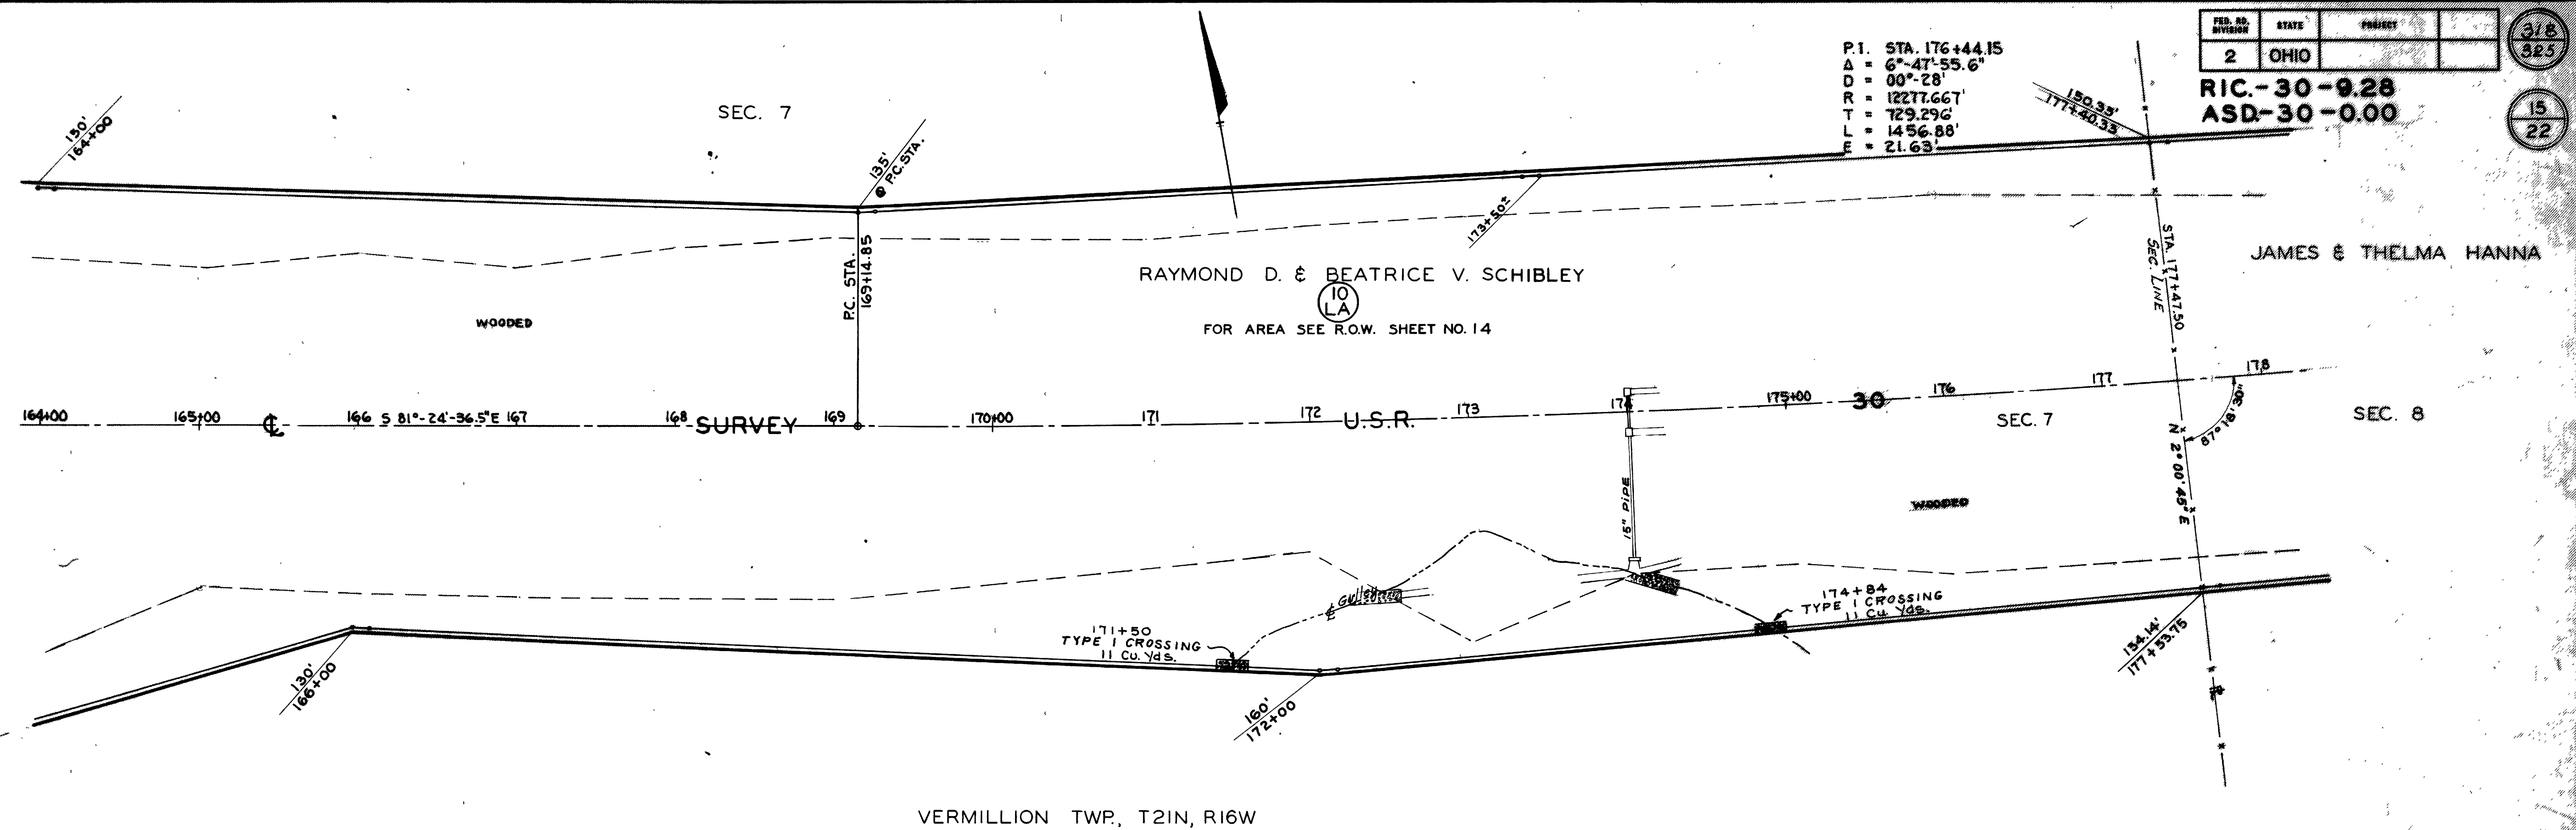 FED. RD. DIVISION
STATE
PROJECT
2
OHIO
318
325
RIC.-30-9.28
ASD.-30-0.00
15
22
P.I. STA. 176+44.15
Δ = 6°-47'-55.6"
D = 00°-28'
R = 12277.667'
T = 729.296'
L = 1456.88'
E = 21.63'
150.33'
177+40.33
SEC. 7
150'
164+00
135'
@ P.C. STA.
173+50±
P.C. STA.
169+14.85
STA. 177+47.50
SEC. LINE
JAMES & THELMA HANNA
RAYMOND D. & BEATRICE V. SCHIBLEY
10
LA
FOR AREA SEE R.O.W. SHEET NO. 14
WOODED
164+00
165+00
℄
166
S 81°-24'-36.5"E
167
168
SURVEY
169
170+00
171
172
U.S.R.
173
174
175+00
30
176
177
178
SEC. 7
SEC. 8
87° 18' 30"
N 2° 00' 45" E
15" PIPE
WOODED
℄ Gulley
171+50
TYPE 1 CROSSING
11 Cu. Yds.
174+84
TYPE 1 CROSSING
11 Cu. Yds.
130'
166+00
160'
172+00
134.14'
177+53.75
VERMILLION TWP., T21N, R16W